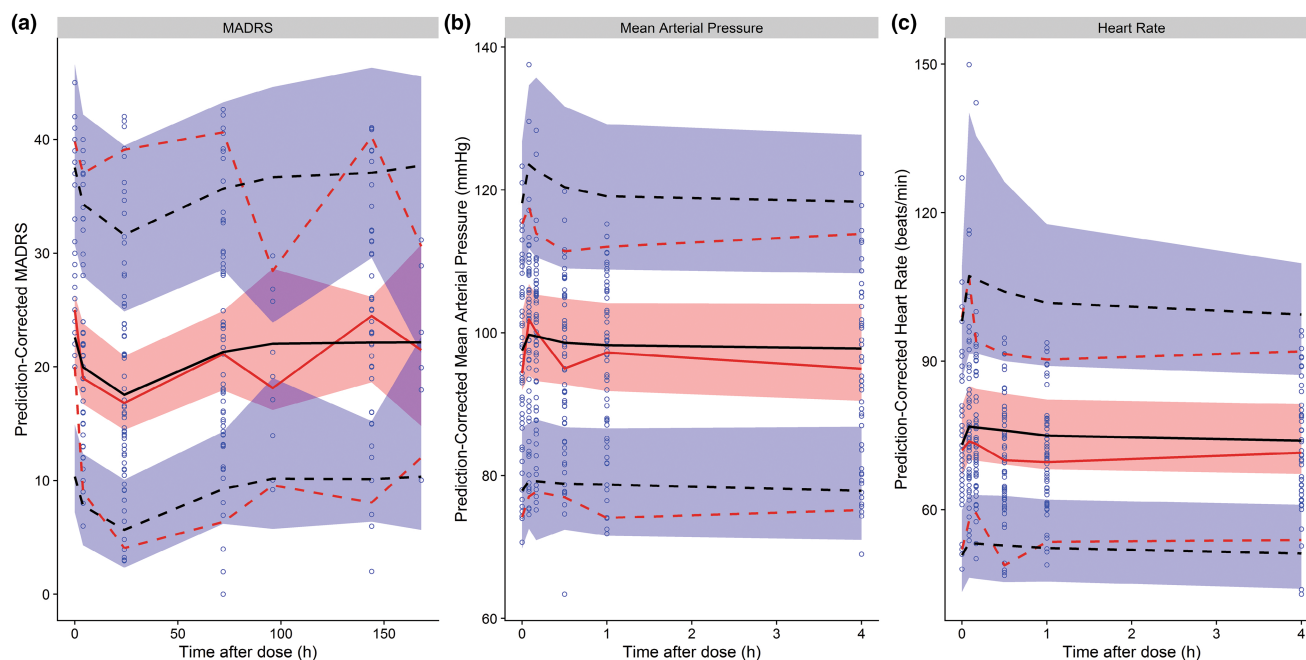 (a)
MADRS
Prediction-Corrected MADRS
40
30
20
10
0
0 50 100 150
Time after dose (h)
(b)
Mean Arterial Pressure
Prediction-Corrected Mean Arterial Pressure (mmHg)
140
120
100
80
60
0 1 2 3 4
Time after dose (h)
(c)
Heart Rate
Prediction-Corrected Heart Rate (beats/min)
150
120
90
60
0 1 2 3 4
Time after dose (h)